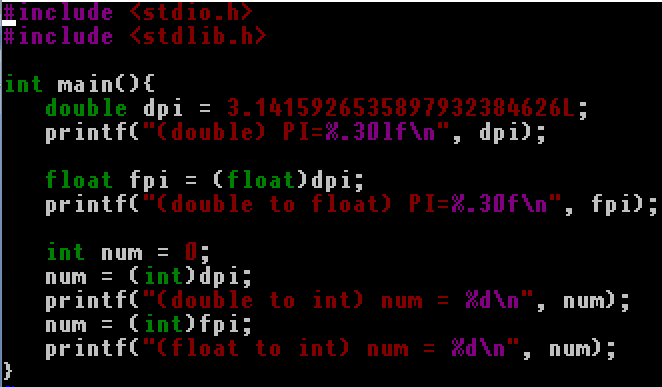 #include <stdio.h>
#include <stdlib.h>

int main(){
   double dpi = 3.1415926535897932384626L;
   printf("(double) PI=%.30lf\n", dpi);

   float fpi = (float)dpi;
   printf("(double to float) PI=%.30f\n", fpi);

   int num = 0;
   num = (int)dpi;
   printf("(double to int) num = %d\n", num);
   num = (int)fpi;
   printf("(float to int) num = %d\n", num);
}